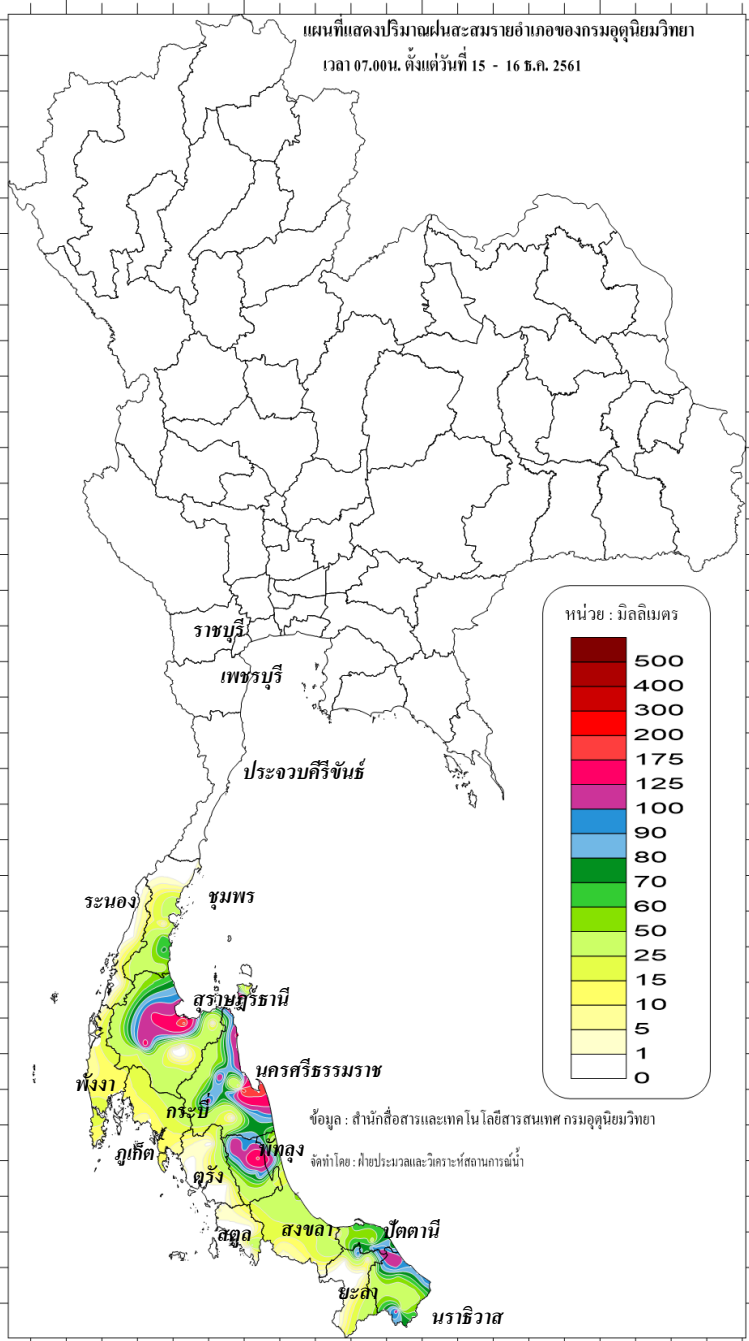 แผนที่แสดงปริมาณฝนสะสมรายอำเภอของกรมอุตุนิยมวิทยา
เวลา 07.00น. ตั้งแต่วันที่ 15 - 16 ธ.ค. 2561
หน่วย : มิลลิเมตร
500
400
300
200
175
125
100
90
80
70
60
50
25
15
10
5
1
0
ราชบุรี
เพชรบุรี
ประจวบคีรีขันธ์
ระนอง
ชุมพร
สุราษฎร์ธานี
นครศรีธรรมราช
พังงา
กระบี่
ภูเก็ต
พัทลุง
ตรัง
สงขลา
ปัตตานี
สตูล
ยะลา
นราธิวาส
ข้อมูล : สำนักสื่อสารและเทคโนโลยีสารสนเทศ กรมอุตุนิยมวิทยา
จัดทำโดย : ฝ่ายประมวลและวิเคราะห์สถานการณ์น้ำ